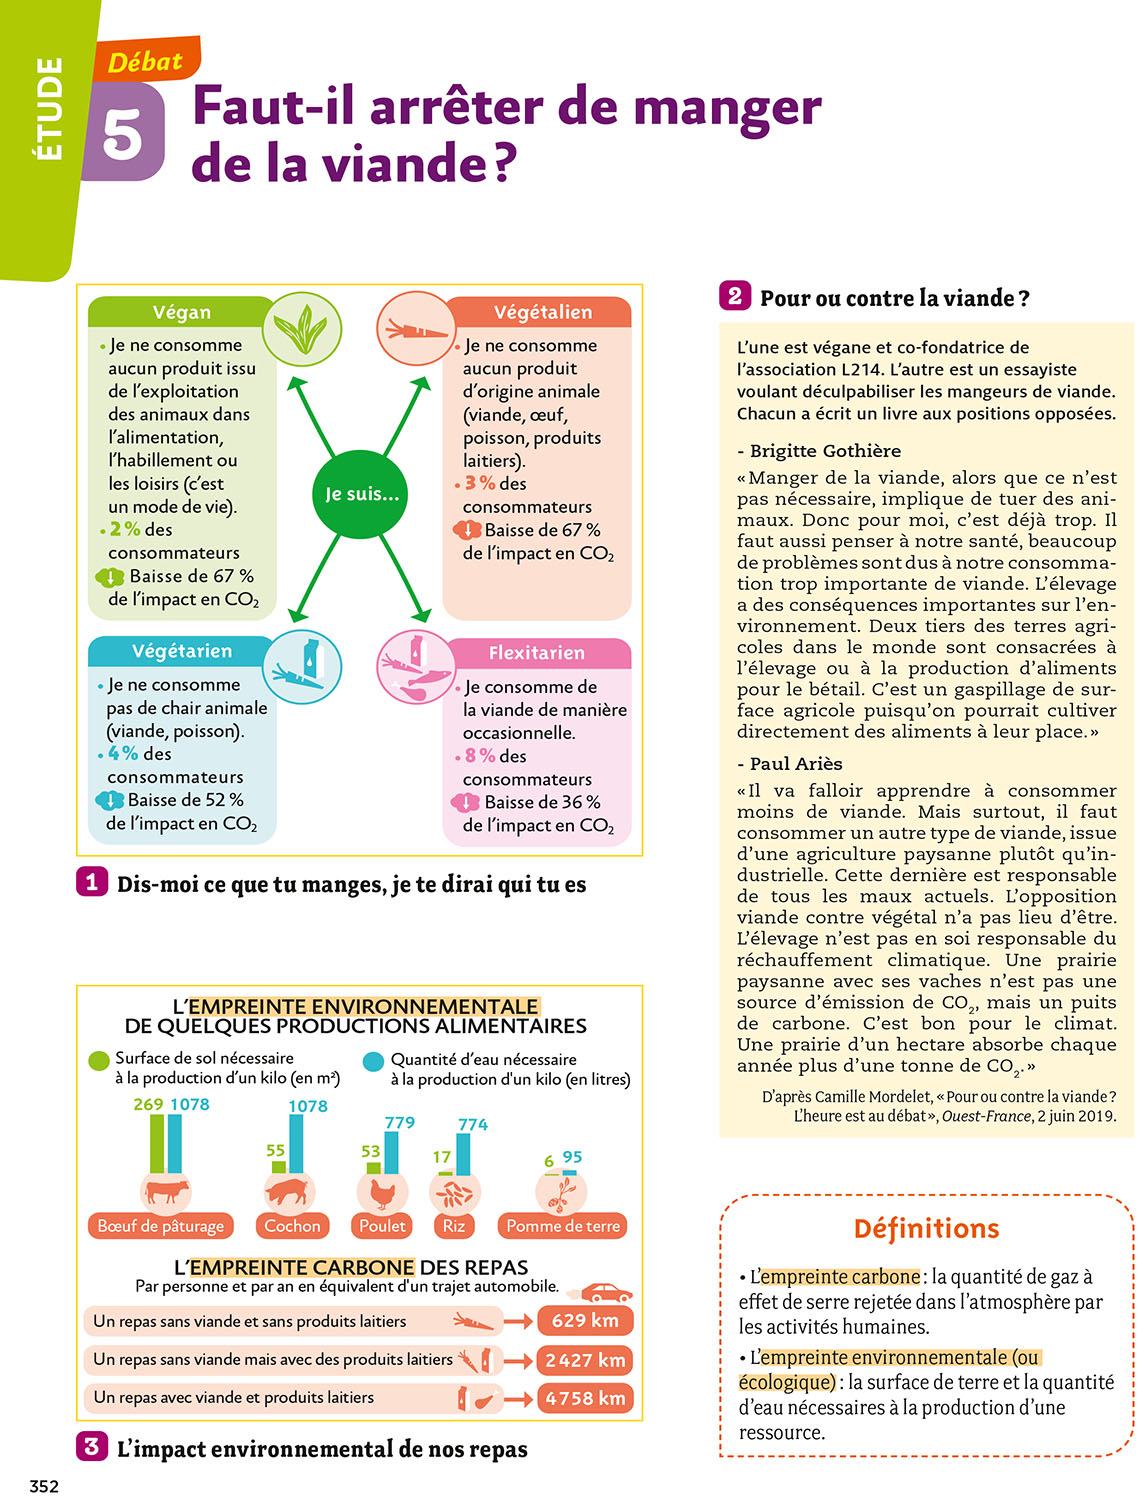 ÉTUDE
Débat
5
Faut-il arrêter de manger
de la viande ?
Végan
• Je ne consomme
aucun produit issu
de l'exploitation
des animaux dans
l'alimentation,
l'habillement ou
les loisirs (c'est
un mode de vie).
• 2 % des
consommateurs
Baisse de 67 %
de l'impact en CO₂
Végétalien
• Je ne consomme
aucun produit
d'origine animale
(viande, œuf,
poisson, produits
laitiers).
• 3 % des
consommateurs
Baisse de 67 %
de l'impact en CO₂
Je suis...
Végétarien
• Je ne consomme
pas de chair animale
(viande, poisson).
• 4 % des
consommateurs
Baisse de 52 %
de l'impact en CO₂
Flexitarien
• Je consomme de
la viande de manière
occasionnelle.
• 8 % des
consommateurs
Baisse de 36 %
de l'impact en CO₂
1 Dis-moi ce que tu manges, je te dirai qui tu es
L'EMPREINTE ENVIRONNEMENTALE
DE QUELQUES PRODUCTIONS ALIMENTAIRES
Surface de sol nécessaire
à la production d'un kilo (en m²)
Quantité d'eau nécessaire
à la production d'un kilo (en litres)
269 1078
55 1078
53 779
17 774
6 95
Bœuf de pâturage
Cochon
Poulet
Riz
Pomme de terre
L'EMPREINTE CARBONE DES REPAS
Par personne et par an en équivalent d'un trajet automobile.
Un repas sans viande et sans produits laitiers 629 km
Un repas sans viande mais avec des produits laitiers 2 427 km
Un repas avec viande et produits laitiers 4 758 km
3 L'impact environnemental de nos repas
2 Pour ou contre la viande ?
L'une est végane et co-fondatrice de
l'association L214. L'autre est un essayiste
voulant déculpabiliser les mangeurs de viande.
Chacun a écrit un livre aux positions opposées.
- Brigitte Gothière
« Manger de la viande, alors que ce n'est
pas nécessaire, implique de tuer des ani-
maux. Donc pour moi, c'est déjà trop. Il
faut aussi penser à notre santé, beaucoup
de problèmes sont dus à notre consomma-
tion trop importante de viande. L'élevage
a des conséquences importantes sur l'en-
vironnement. Deux tiers des terres agri-
coles dans le monde sont consacrées à
l'élevage ou à la production d'aliments
pour le bétail. C'est un gaspillage de sur-
face agricole puisqu'on pourrait cultiver
directement des aliments à leur place. »
- Paul Ariès
« Il va falloir apprendre à consommer
moins de viande. Mais surtout, il faut
consommer un autre type de viande, issue
d'une agriculture paysanne plutôt qu'in-
dustrielle. Cette dernière est responsable
de tous les maux actuels. L'opposition
viande contre végétal n'a pas lieu d'être.
L'élevage n'est pas en soi responsable du
réchauffement climatique. Une prairie
paysanne avec ses vaches n'est pas une
source d'émission de CO₂, mais un puits
de carbone. C'est bon pour le climat.
Une prairie d'un hectare absorbe chaque
année plus d'une tonne de CO₂. »
D'après Camille Mordelet, « Pour ou contre la viande ?
L'heure est au débat », Ouest-France, 2 juin 2019.
Définitions
• L'empreinte carbone : la quantité de gaz à
effet de serre rejetée dans l'atmosphère par
les activités humaines.
• L'empreinte environnementale (ou
écologique) : la surface de terre et la quantité
d'eau nécessaires à la production d'une
ressource.
352